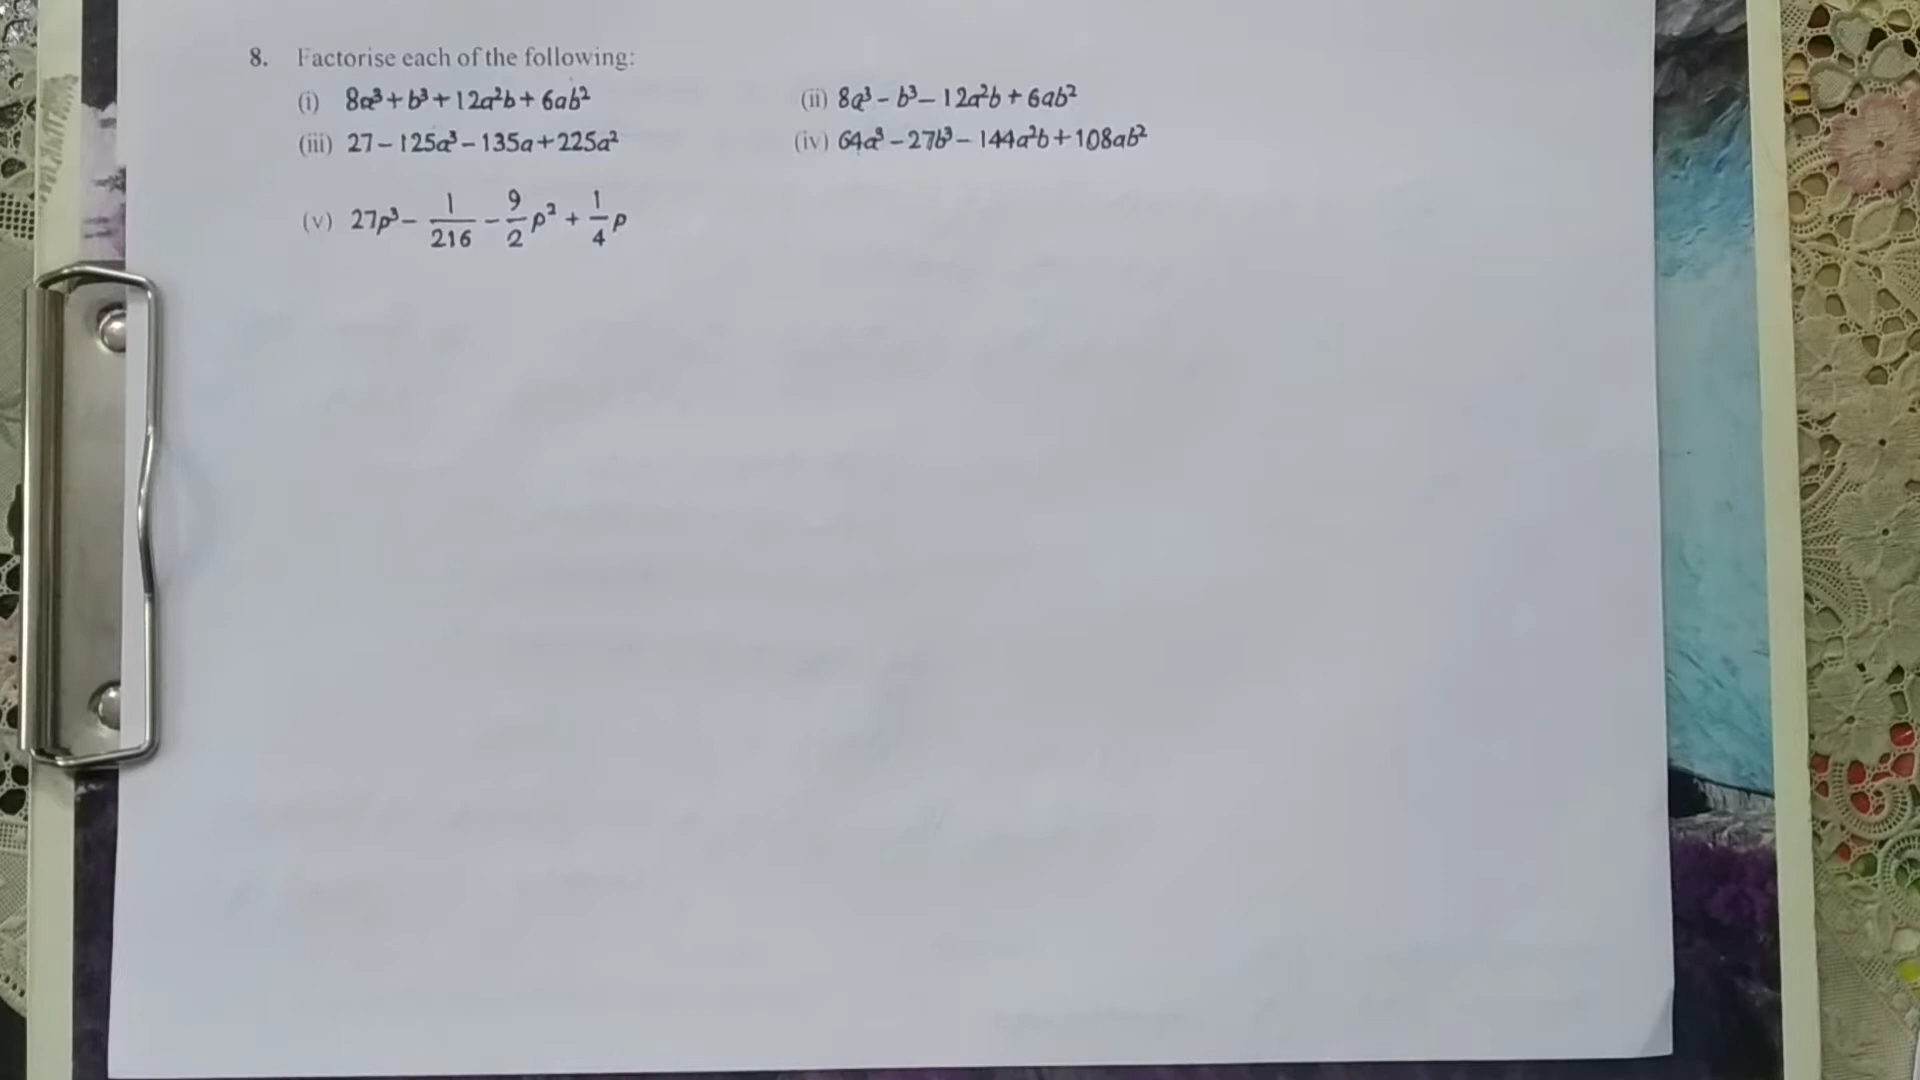 8. Factorise each of the following:
(i) 8a³ + b³ + 12a²b + 6ab² (ii) 8a³ – b³ – 12a²b + 6ab²
(iii) 27 – 125a³ – 135a + 225a² (iv) 64a³ – 27b³ – 144a²b + 108ab²
(v) 27p³ – 1/216 – 9/2 p² + 1/4 p